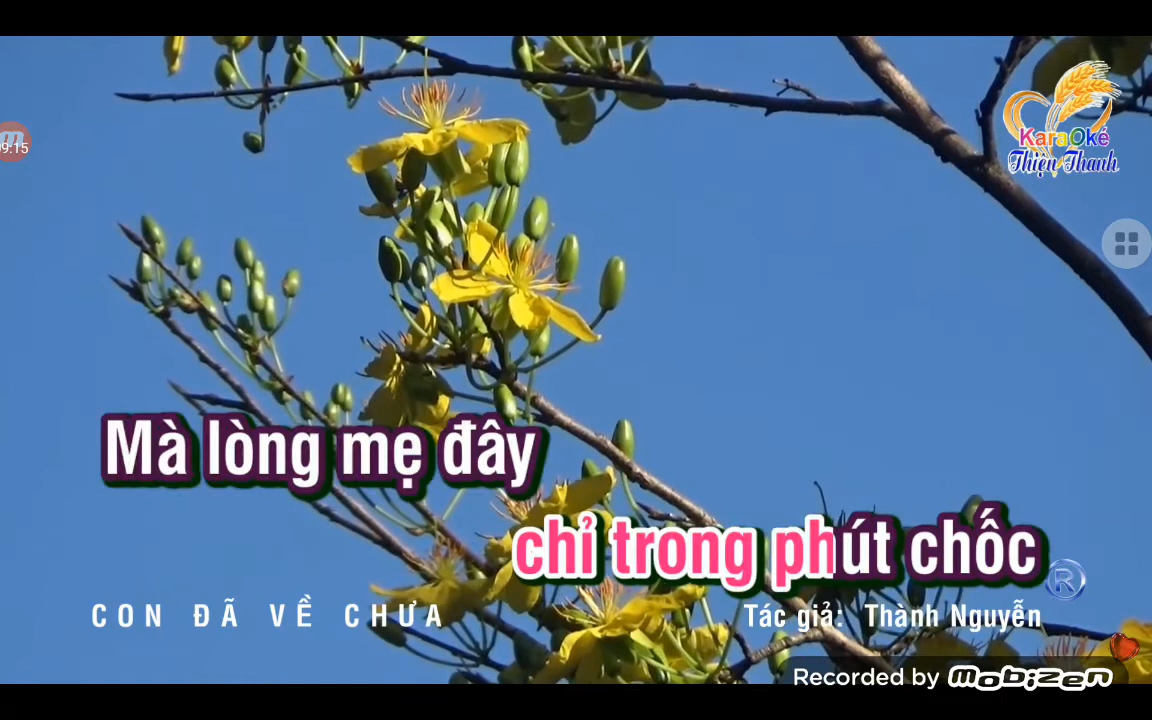 KaraOkê
Thiện Thanh
09:15
Mà lòng mẹ đây
chỉ trong phút chốc
R
CON ĐÃ VỀ CHƯA
Tác giả: Thành Nguyễn
Recorded by mobizen